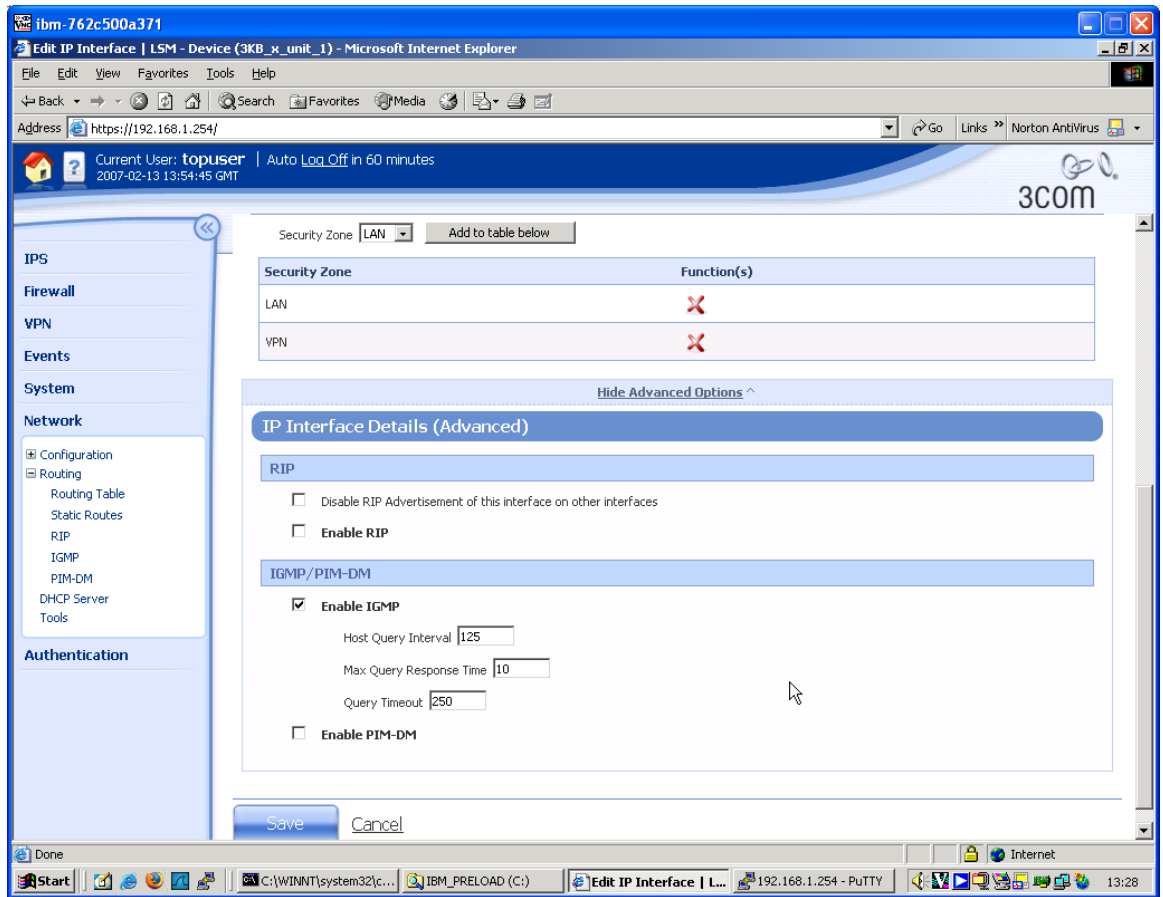 ibm-762c500a371
Edit IP Interface | LSM - Device (3KB_x_unit_1) - Microsoft Internet Explorer
File Edit View Favorites Tools Help
Back Search Favorites Media
Address https://192.168.1.254/ Go Links » Norton AntiVirus
Current User: topuser | Auto Log Off in 60 minutes
2007-02-13 13:54:45 GMT
3COM
Security Zone LAN Add to table below
Security Zone Function(s)
LAN
VPN
Hide Advanced Options ^
IP Interface Details (Advanced)
RIP
Disable RIP Advertisement of this interface on other interfaces
Enable RIP
IGMP/PIM-DM
Enable IGMP
Host Query Interval 125
Max Query Response Time 10
Query Timeout 250
Enable PIM-DM
Save Cancel
IPS
Firewall
VPN
Events
System
Network
Configuration
Routing
Routing Table
Static Routes
RIP
IGMP
PIM-DM
DHCP Server
Tools
Authentication
Done Internet
Start C:\WINNT\system32\c... IBM_PRELOAD (C:) Edit IP Interface | L... 192.168.1.254 - PuTTY 13:28